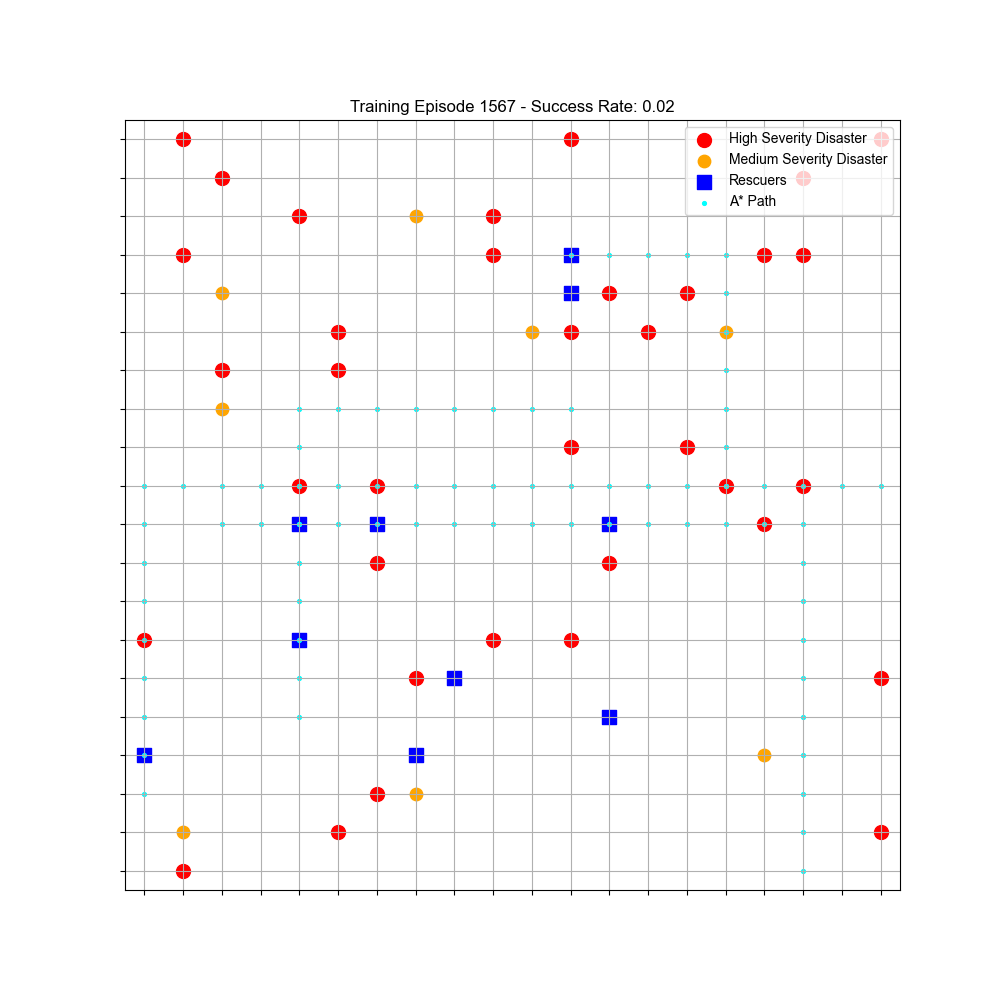 Training Episode 1567 - Success Rate: 0.02
High Severity Disaster
Medium Severity Disaster
Rescuers
A* Path